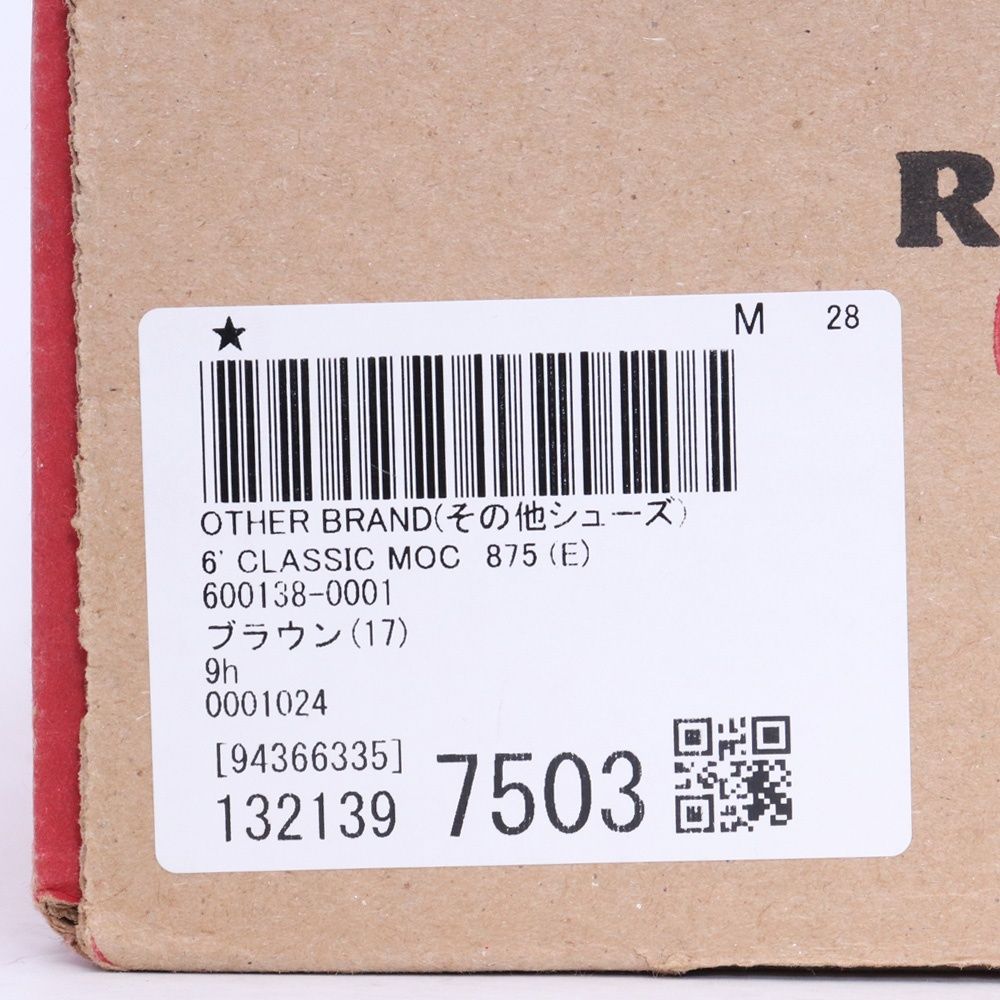 R
★ M 28
OTHER BRAND(その他シューズ)
6' CLASSIC MOC 875 (E)
600138-0001
ブラウン(17)
9h
0001024
[94366335]
132139 7503